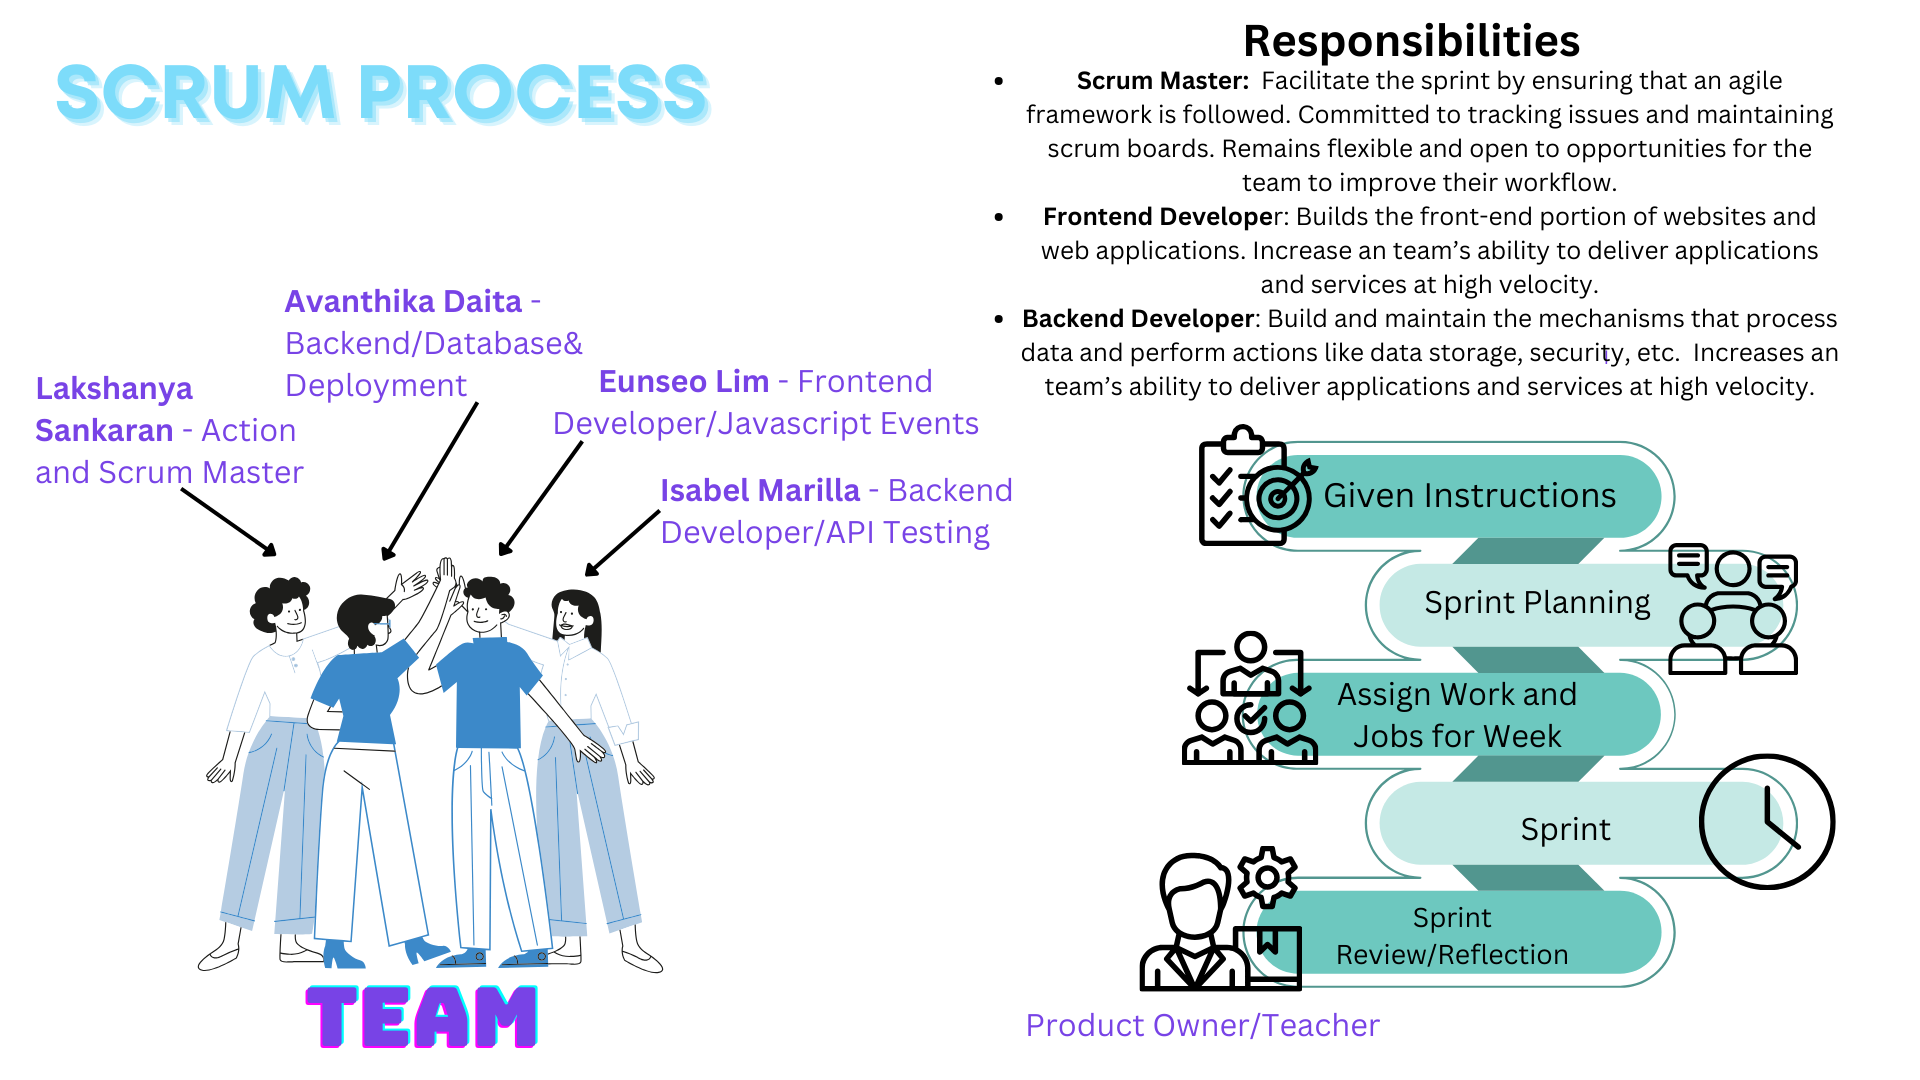 SCRUM PROCESS
Avanthika Daita -
Backend/Database&
Deployment
Lakshanya
Sankaran - Action
and Scrum Master
Eunseo Lim - Frontend
Developer/Javascript Events
Isabel Marilla - Backend
Developer/API Testing
TEAM
Responsibilities
• Scrum Master: Facilitate the sprint by ensuring that an agile
framework is followed. Committed to tracking issues and maintaining
scrum boards. Remains flexible and open to opportunities for the
team to improve their workflow.
• Frontend Developer: Builds the front-end portion of websites and
web applications. Increase an team’s ability to deliver applications
and services at high velocity.
• Backend Developer: Build and maintain the mechanisms that process
data and perform actions like data storage, security, etc. Increases an
team’s ability to deliver applications and services at high velocity.
Given Instructions
Sprint Planning
Assign Work and
Jobs for Week
Sprint
Sprint
Review/Reflection
Product Owner/Teacher